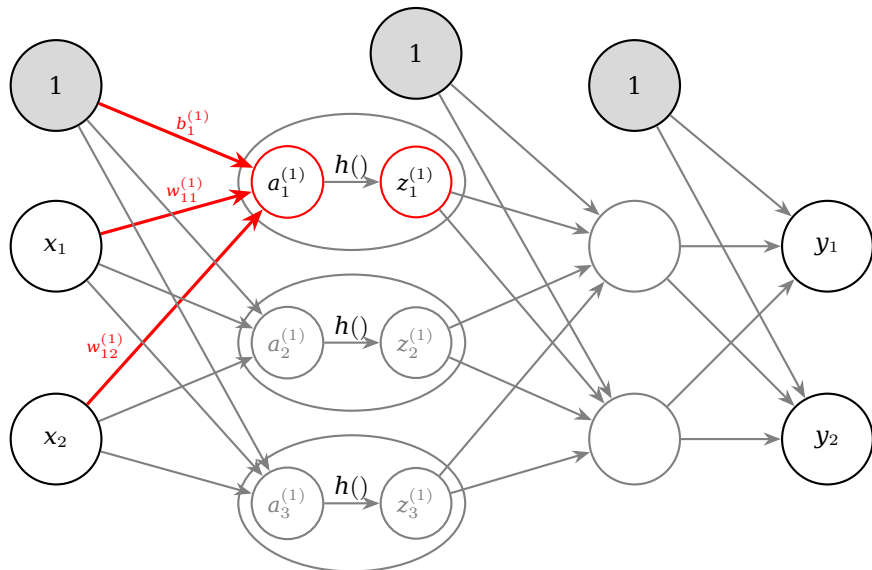 1
1
1
b₁⁽¹⁾
a₁⁽¹⁾ h() z₁⁽¹⁾
w₁₁⁽¹⁾
x₁
y₁
w₁₂⁽¹⁾
a₂⁽¹⁾ h() z₂⁽¹⁾
x₂
y₂
a₃⁽¹⁾ h() z₃⁽¹⁾